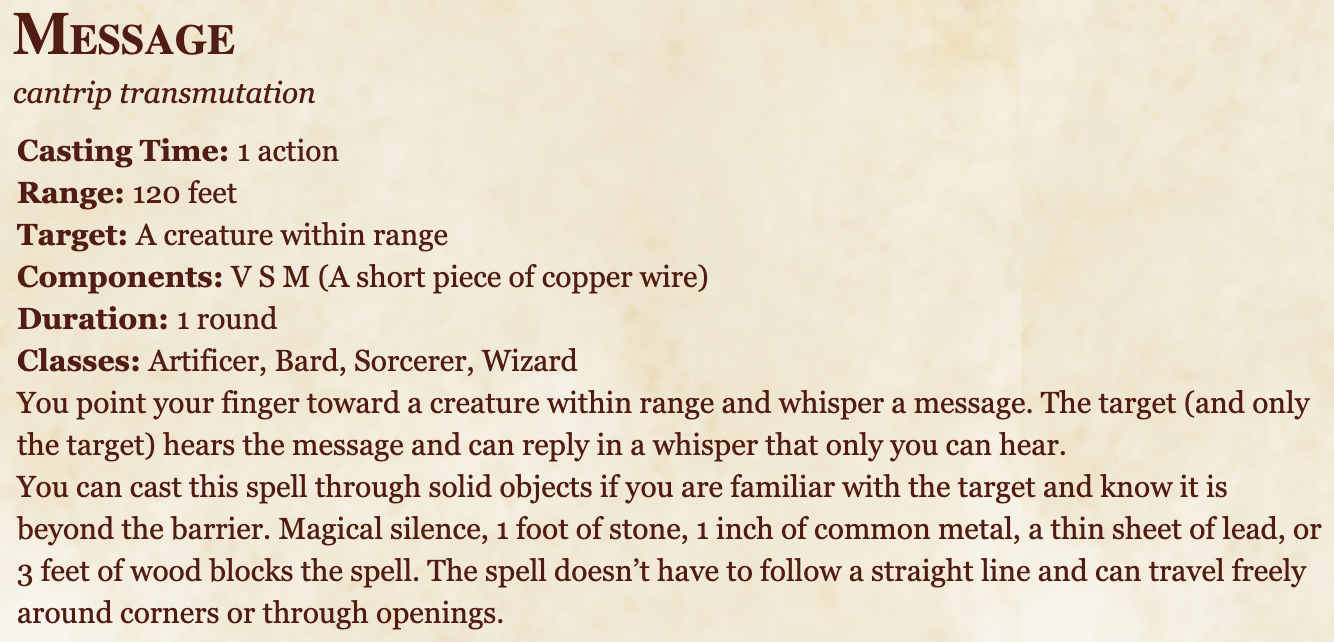 Message
cantrip transmutation
Casting Time: 1 action
Range: 120 feet
Target: A creature within range
Components: V S M (A short piece of copper wire)
Duration: 1 round
Classes: Artificer, Bard, Sorcerer, Wizard
You point your finger toward a creature within range and whisper a message. The target (and only
the target) hears the message and can reply in a whisper that only you can hear.
You can cast this spell through solid objects if you are familiar with the target and know it is
beyond the barrier. Magical silence, 1 foot of stone, 1 inch of common metal, a thin sheet of lead, or
3 feet of wood blocks the spell. The spell doesn’t have to follow a straight line and can travel freely
around corners or through openings.